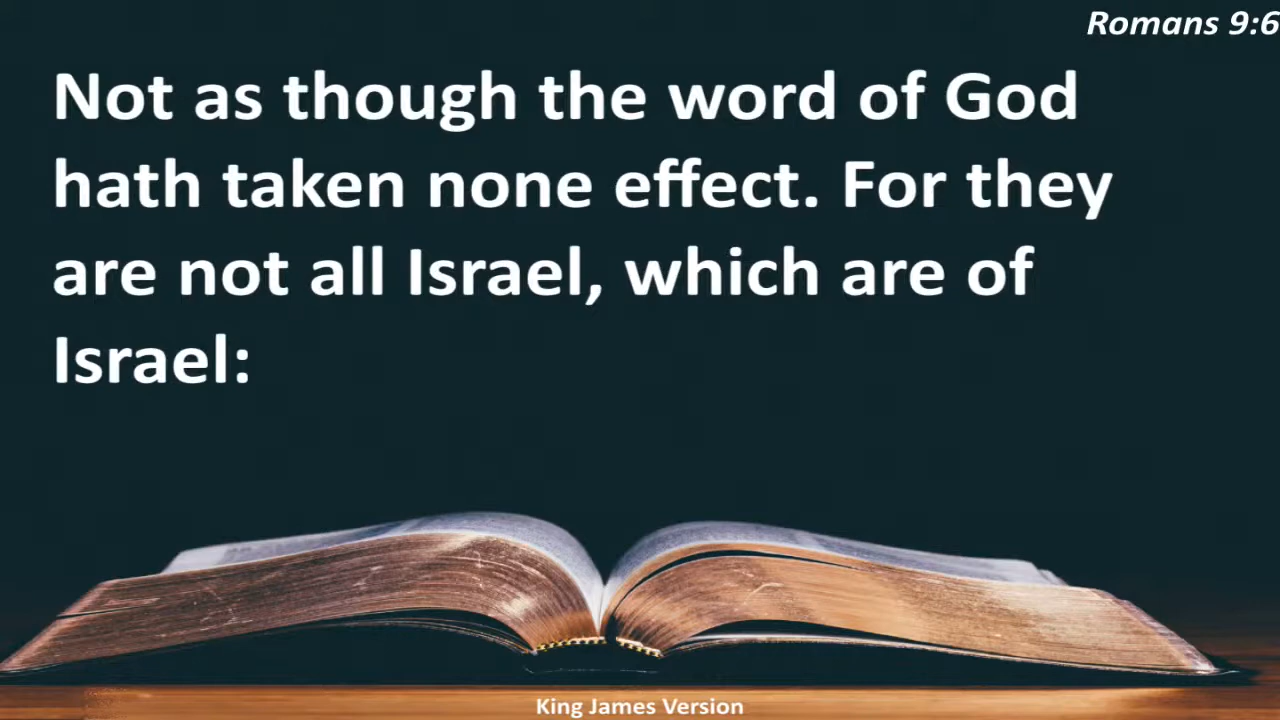 Romans 9:6
Not as though the word of God
hath taken none effect. For they
are not all Israel, which are of
Israel:
King James Version